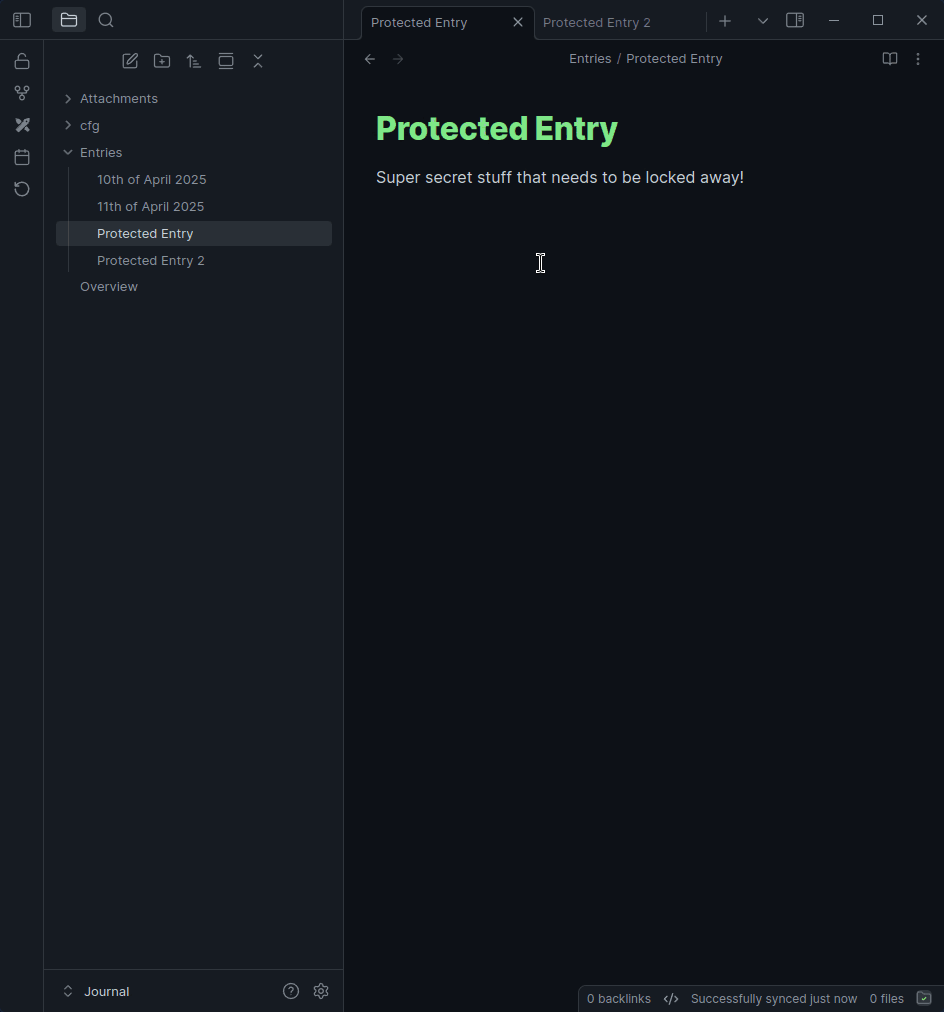 Protected Entry
Protected Entry 2
Entries / Protected Entry
Attachments
cfg
Entries
10th of April 2025
11th of April 2025
Protected Entry
Protected Entry 2
Overview
Protected Entry
Super secret stuff that needs to be locked away!
Journal
0 backlinks </> Successfully synced just now 0 files